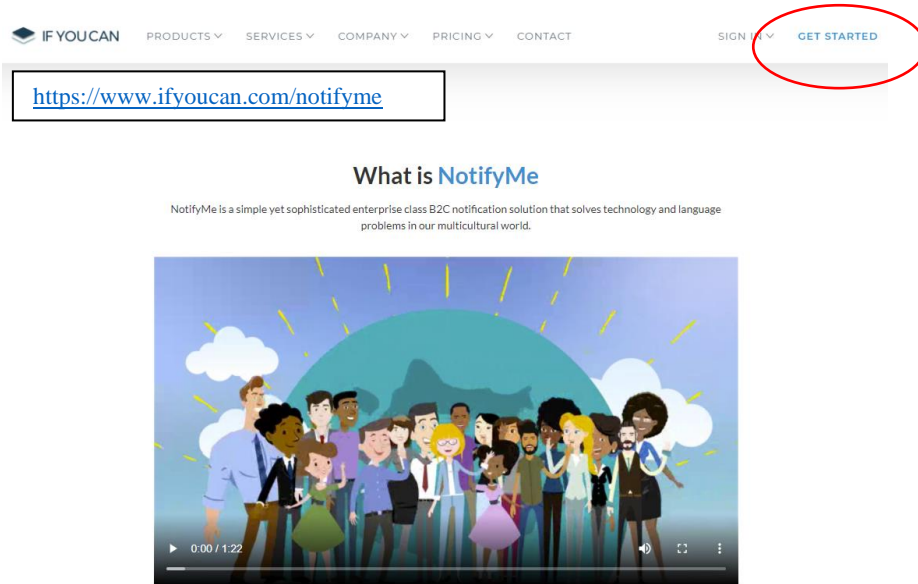 IF YOU CAN PRODUCTS SERVICES COMPANY PRICING CONTACT SIGN IN GET STARTED
https://www.ifyoucan.com/notifyme
What is NotifyMe
NotifyMe is a simple yet sophisticated enterprise class B2C notification solution that solves technology and language
problems in our multicultural world.
0:00 / 1:22